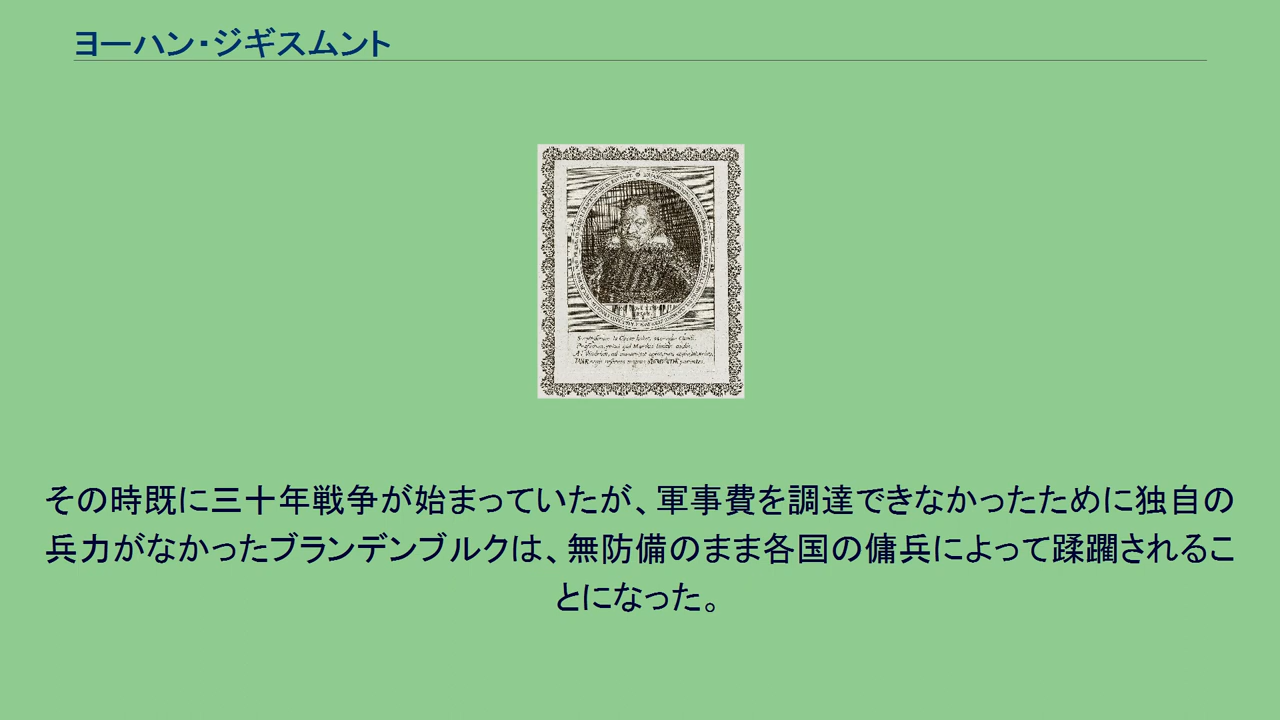 ヨーハン・ジギスムント
その時既に三十年戦争が始まっていたが、軍事費を調達できなかったために独自の
兵力がなかったブランデンブルクは、無防備のまま各国の傭兵によって蹂躙されるこ
とになった。